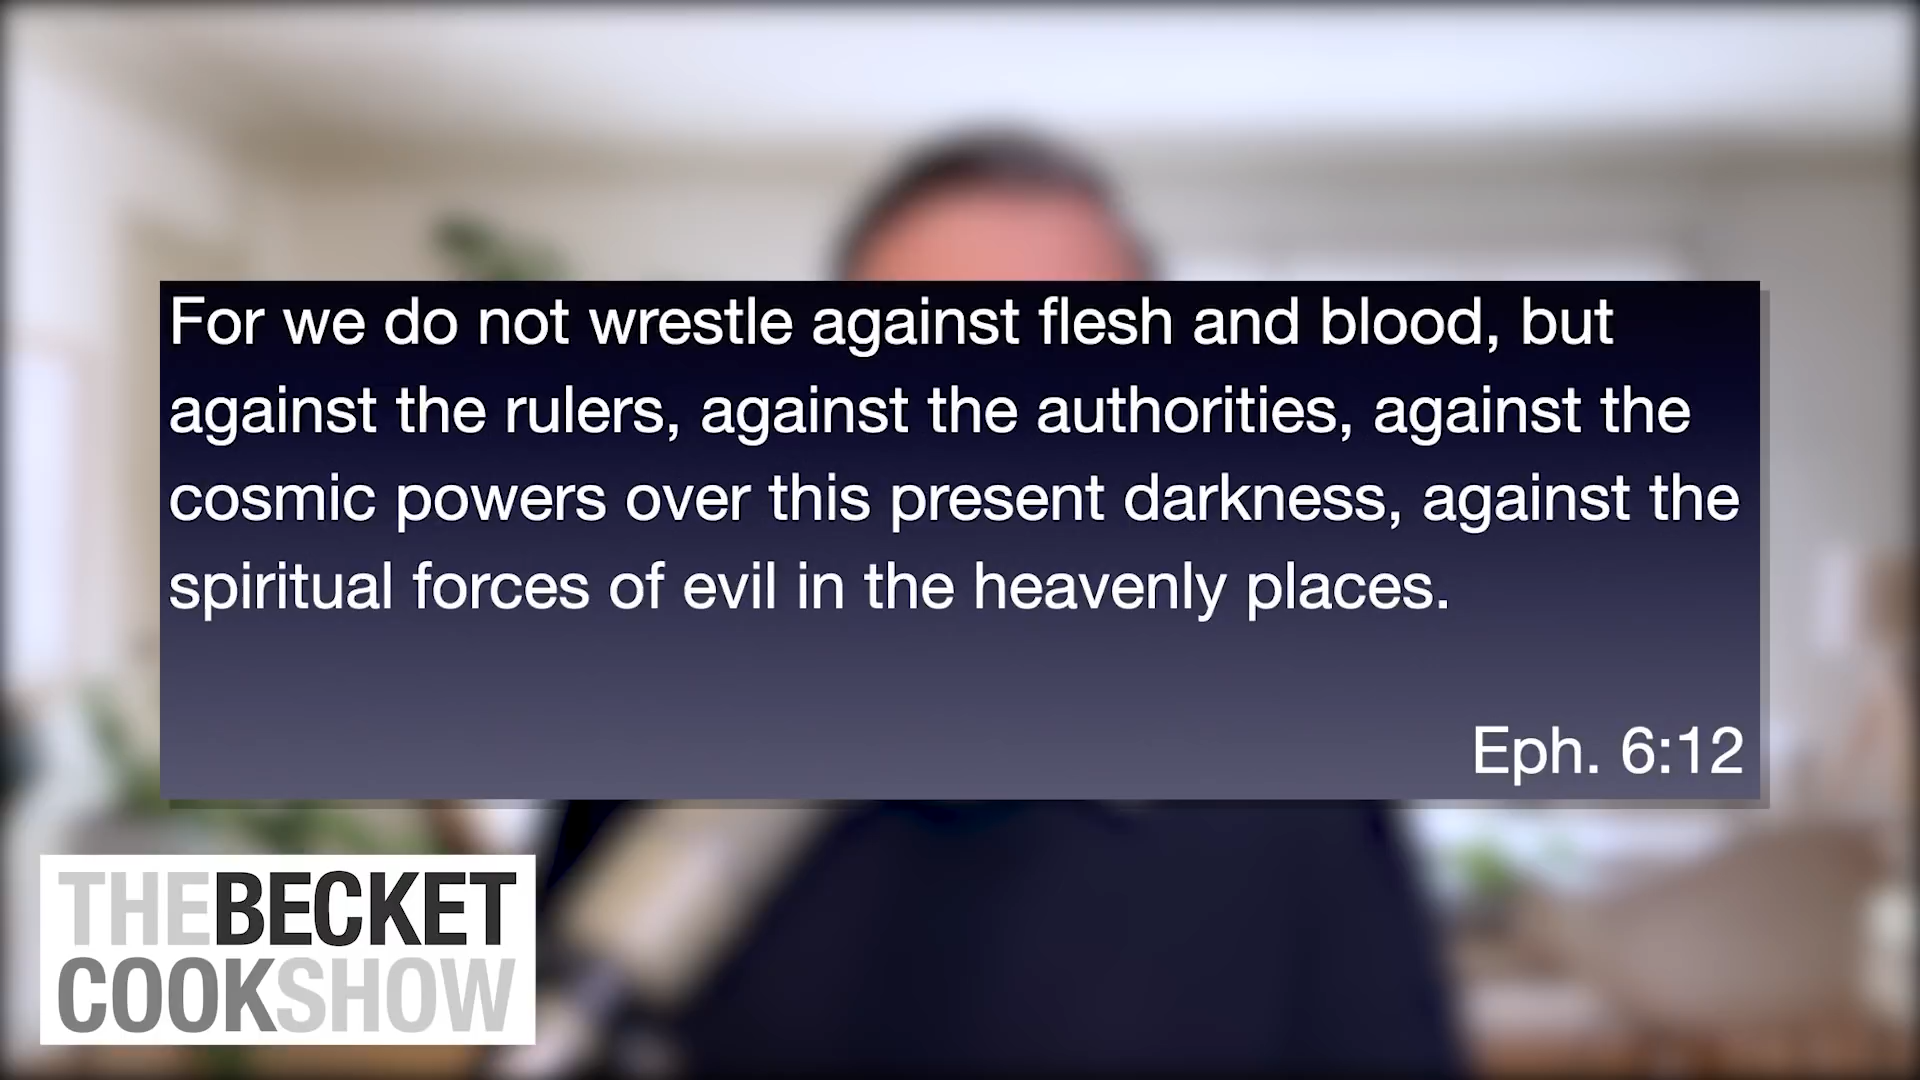 For we do not wrestle against flesh and blood, but
against the rulers, against the authorities, against the
cosmic powers over this present darkness, against the
spiritual forces of evil in the heavenly places.
Eph. 6:12
THEBECKET
COOKSHOW